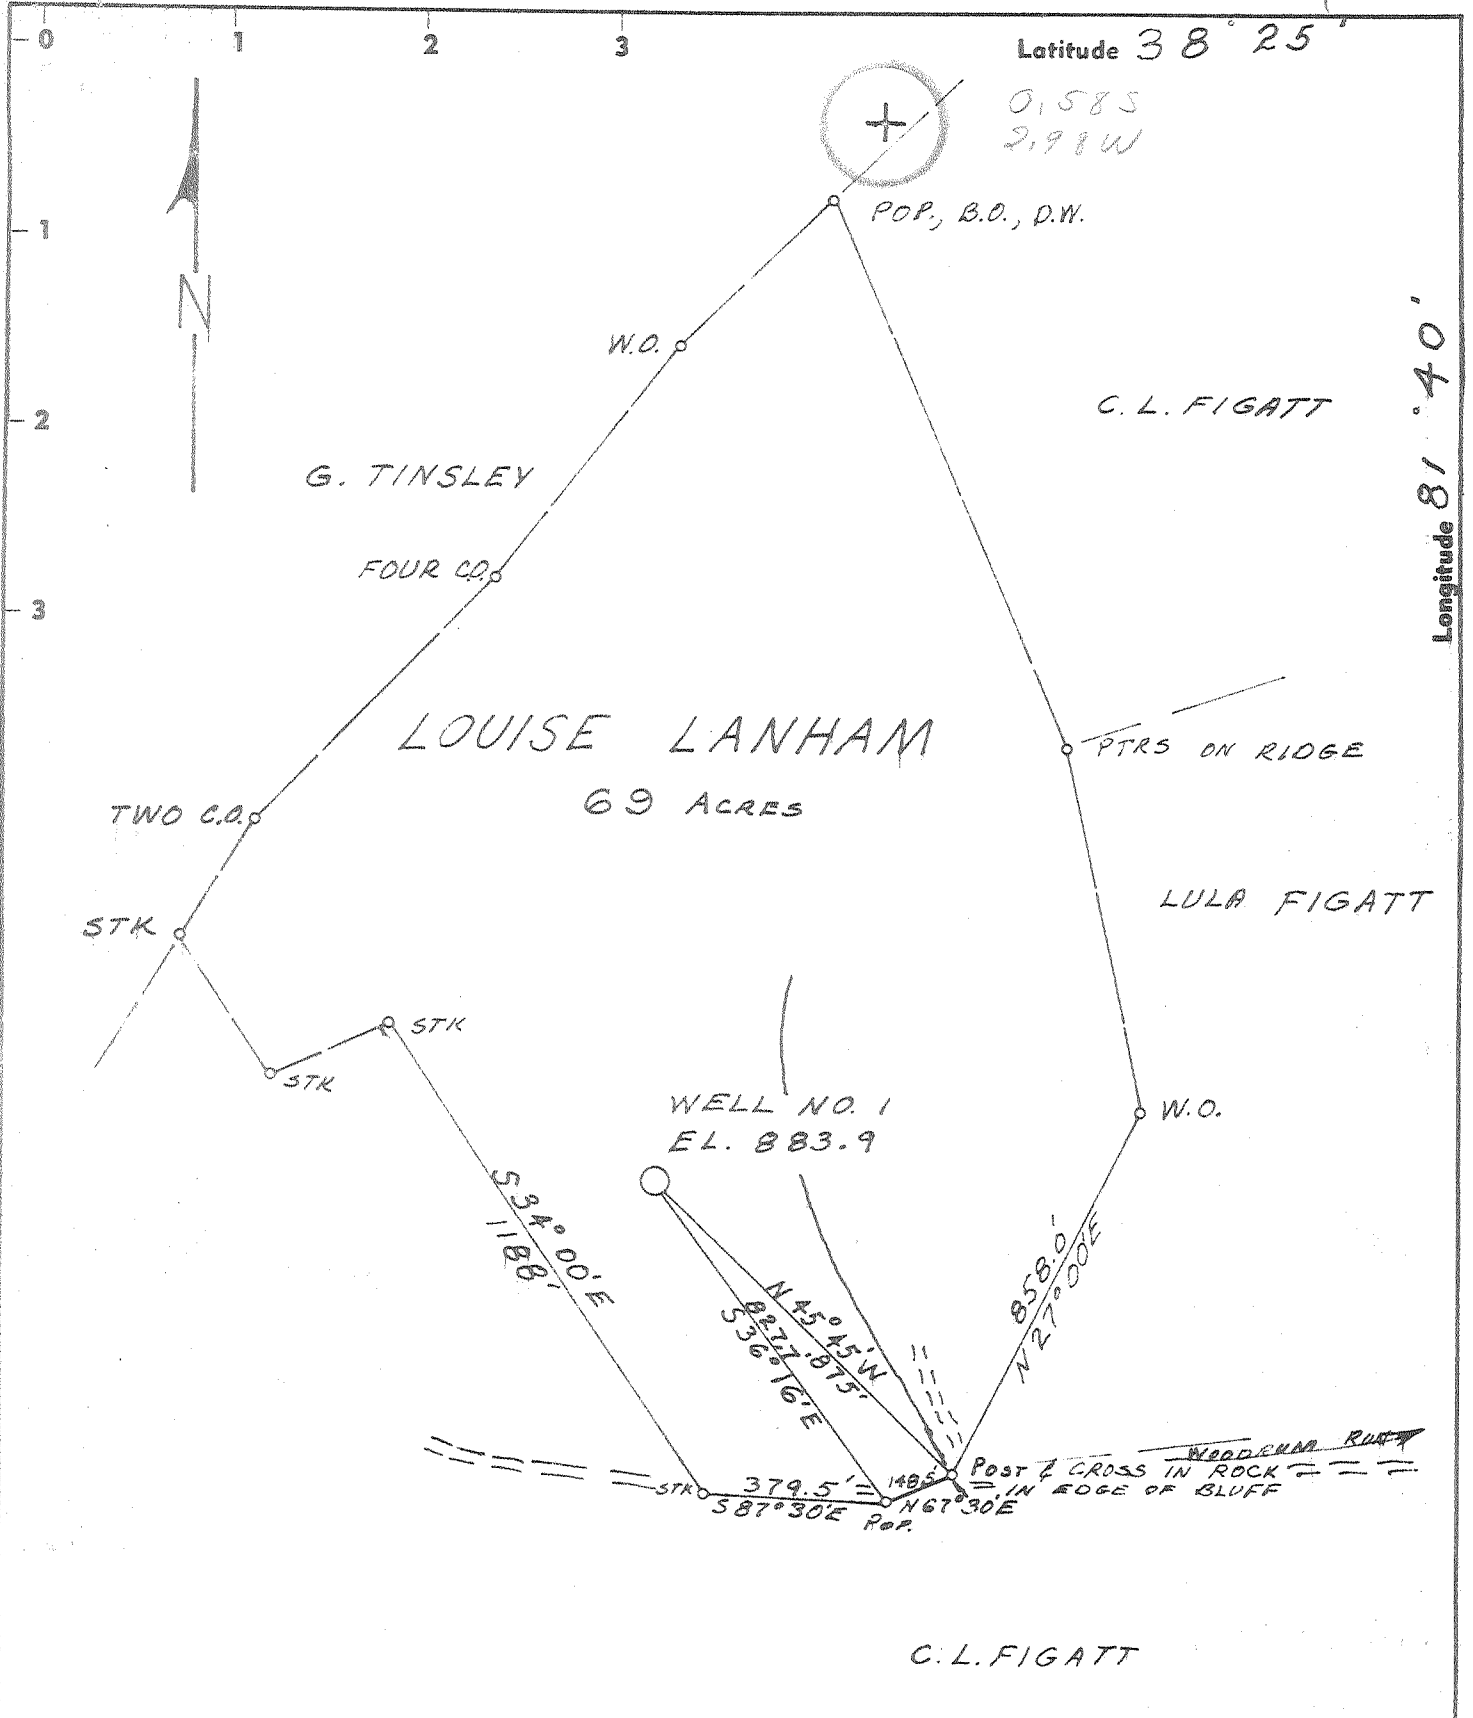 0 1 2 3 Latitude 38° 25'
0.58 S
2.98 W
1
2
3
N
POP., B.O., D.W.
Longitude 81° 40'
W.O.
C. L. FIGATT
G. TINSLEY
FOUR C.O.
LOUISE LANHAM
69 ACRES
PTRS ON RIDGE
TWO C.O.
LULA FIGATT
STK
STK
STK
WELL NO. 1
EL. 883.9
W.O.
S 34° 00' E
1188'
N 45° 45' W
875'
827.7'
S 36° 16' E
858.0'
N 27° 00' E
WOODRUM RUN
STK 379.5' 148.5' POST & CROSS IN ROCK
S 87° 30' E N 67° 30' E IN EDGE OF BLUFF
POP.
C. L. FIGATT